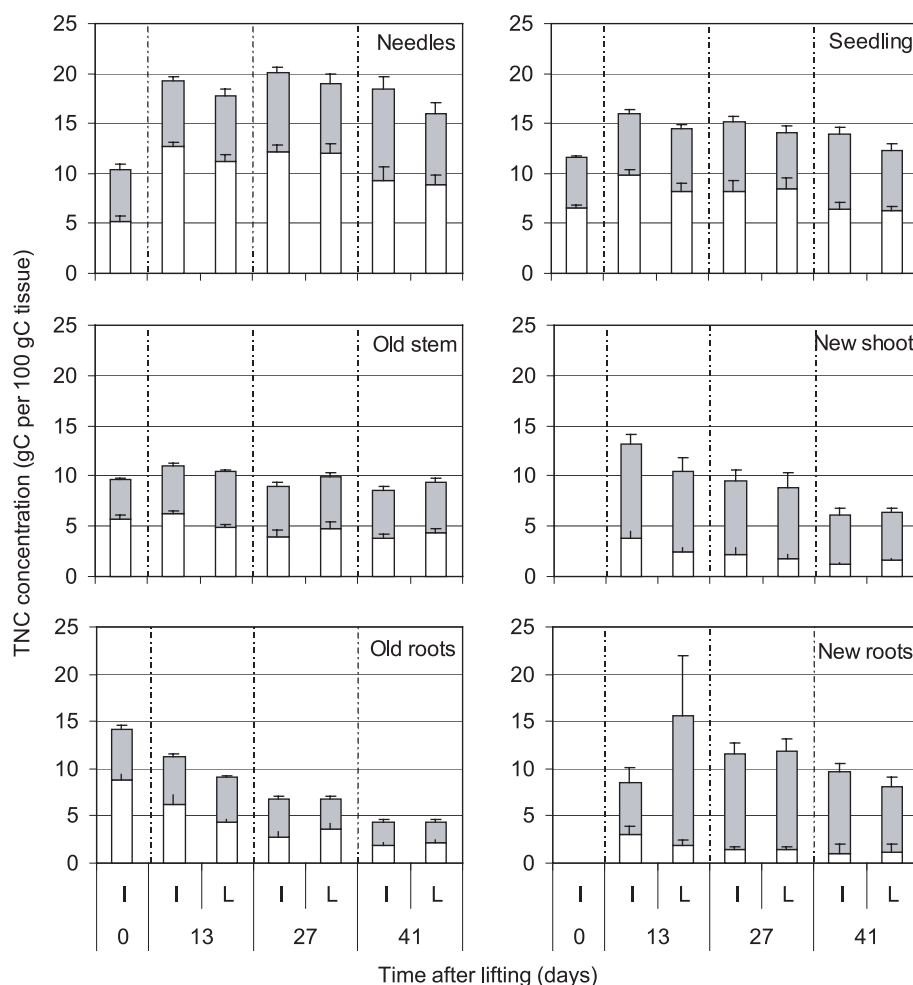 TNC concentration (gC per 100 gC tissue)
25 Needles
20
15
10
5
0
25 Seedling
20
15
10
5
0
25 Old stem
20
15
10
5
0
25 New shoot
20
15
10
5
0
25 Old roots
20
15
10
5
0
25 New roots
20
15
10
5
0
I I L I L I L
0 13 27 41
I I L I L I L
0 13 27 41
Time after lifting (days)